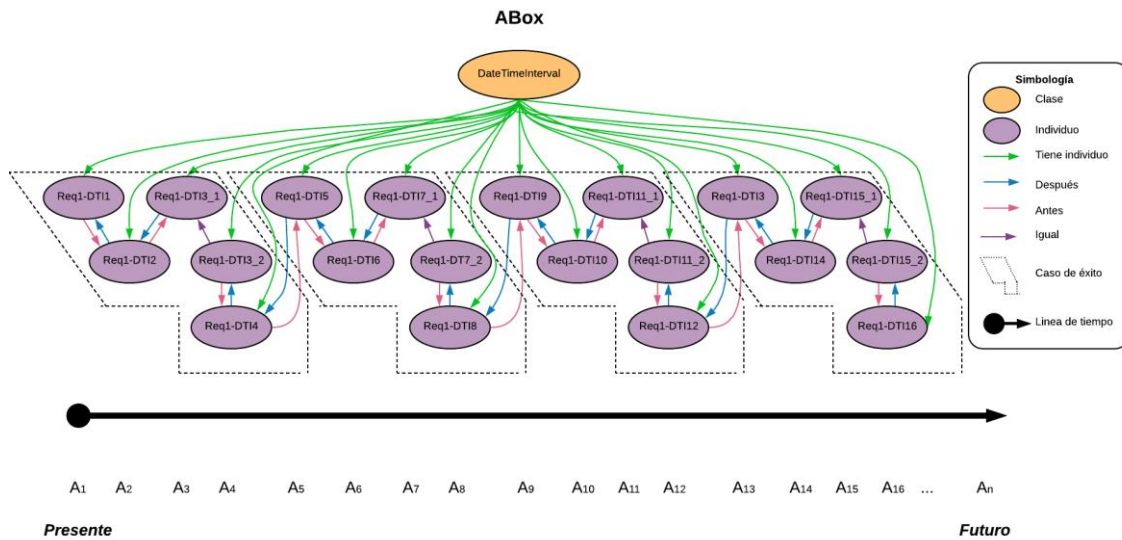 ABox
DateTimeInterval
Simbología
Clase
Individuo
Tiene individuo
Después
Antes
Igual
Caso de éxito
Linea de tiempo
Req1-DTI1
Req1-DTI3_1
Req1-DTI5
Req1-DTI7_1
Req1-DTI9
Req1-DTI11_1
Req1-DTI3
Req1-DTI15_1
Req1-DTI2
Req1-DTI3_2
Req1-DTI6
Req1-DT7_2
Req1-DTI10
Req1-DTI11_2
Req1-DTI14
Req1-DTI15_2
Req1-DTI4
Req1-DTI8
Req1-DTI12
Req1-DTI16
A1 A2 A3 A4 A5 A6 A7 A8 A9 A10 A11 A12 A13 A14 A15 A16 ... An
Presente Futuro